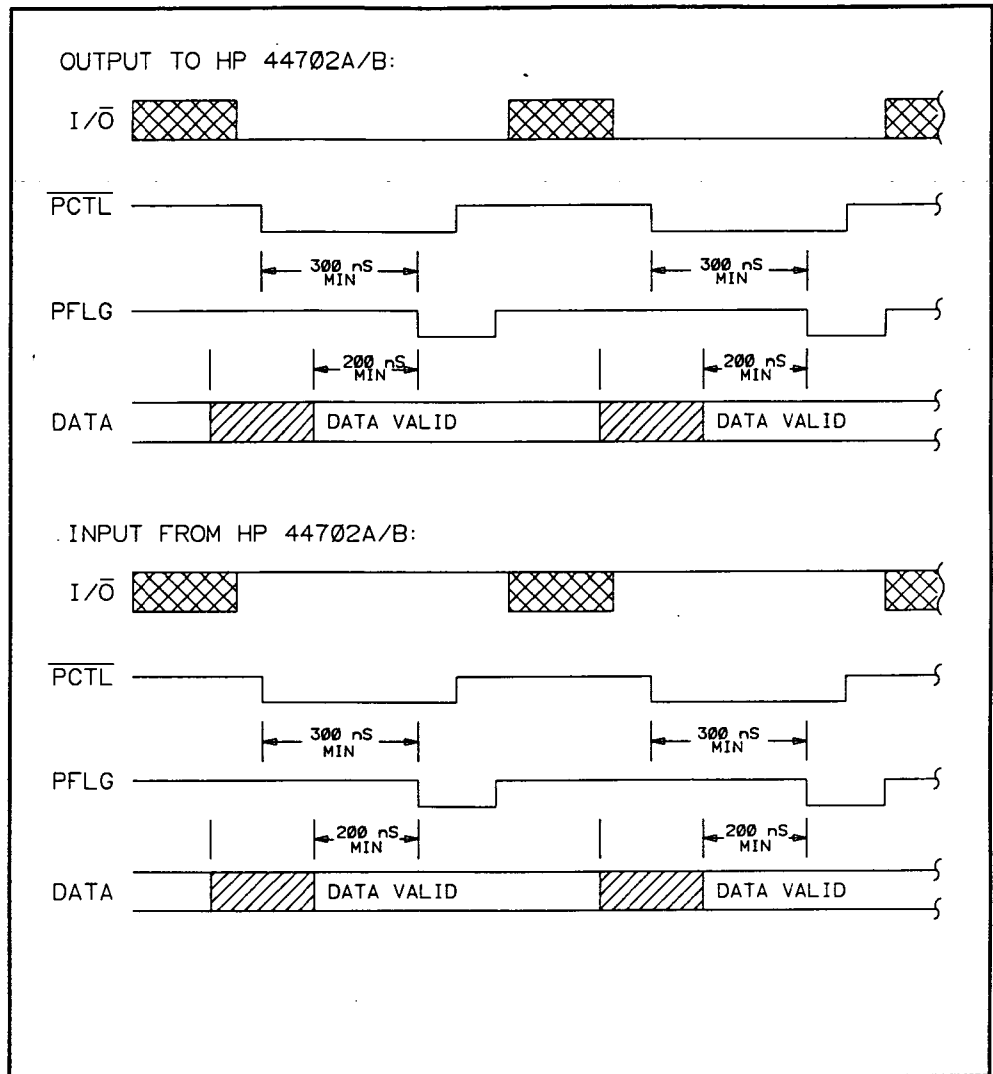 OUTPUT TO HP 44702A/B:
I/Ō
P̅C̅T̅L̅
300 nS 300 nS
MIN MIN
PFLG
200 nS 200 nS
MIN MIN
DATA DATA VALID DATA VALID
INPUT FROM HP 44702A/B:
I/Ō
P̅C̅T̅L̅
300 nS 300 nS
MIN MIN
PFLG
200 nS 200 nS
MIN MIN
DATA DATA VALID DATA VALID